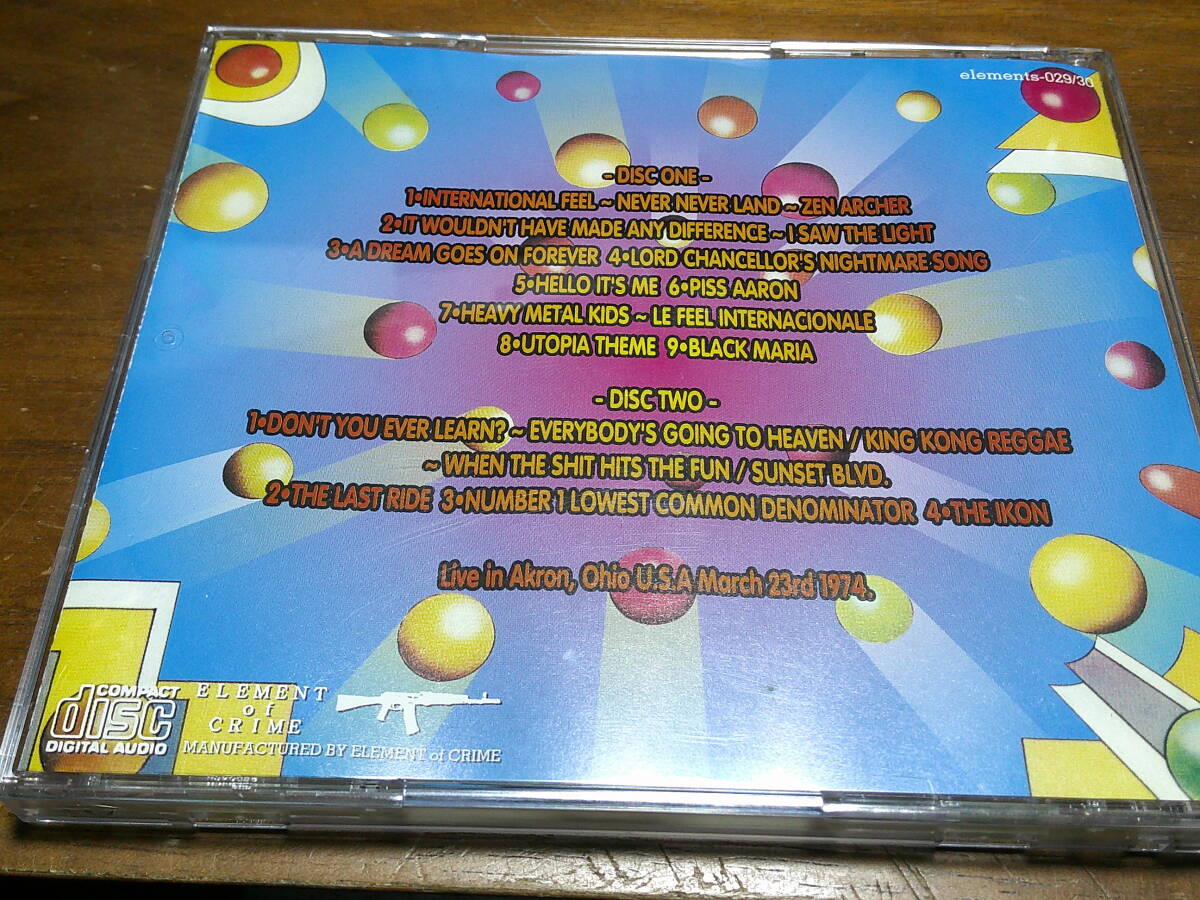 elements-029/30
- DISC ONE -
1•INTERNATIONAL FEEL ~ NEVER NEVER LAND ~ ZEN ARCHER
2•IT WOULDN'T HAVE MADE ANY DIFFERENCE ~ I SAW THE LIGHT
3•A DREAM GOES ON FOREVER 4•LORD CHANCELLOR'S NIGHTMARE SONG
5•HELLO IT'S ME 6•PISS AARON
7•HEAVY METAL KIDS ~ LE FEEL INTERNACIONALE
8•UTOPIA THEME 9•BLACK MARIA
- DISC TWO -
1•DON'T YOU EVER LEARN? ~ EVERYBODY'S GOING TO HEAVEN / KING KONG REGGAE
~ WHEN THE SHIT HITS THE FUN / SUNSET BLVD.
2•THE LAST RIDE 3•NUMBER 1 LOWEST COMMON DENOMINATOR 4•THE IKON
Live in Akron, Ohio U.S.A March 23rd 1974.
COMPACT
disc
DIGITAL AUDIO
ELEMENT
of
CRIME
MANUFACTURED BY ELEMENT of CRIME